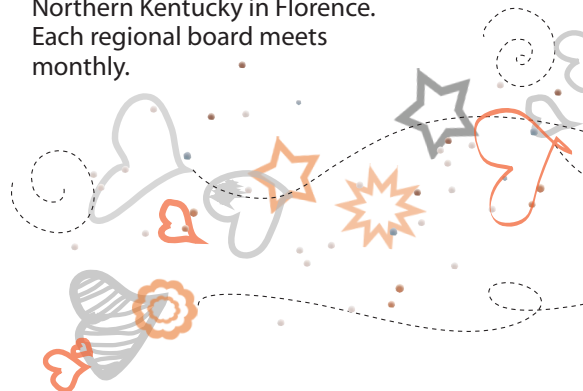 Northern Kentucky in Florence.
Each regional board meets
monthly.